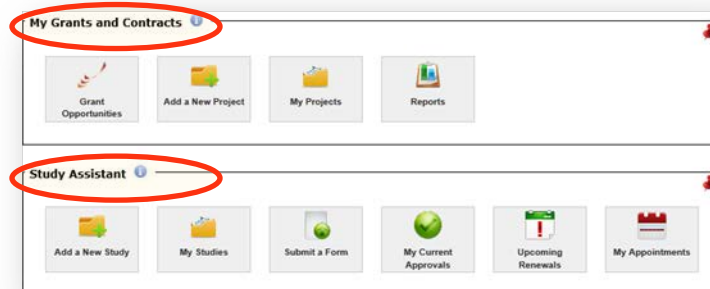 My Grants and Contracts
Grant
Opportunities
Add a New Project
My Projects
Reports
Study Assistant
Add a New Study
My Studies
Submit a Form
My Current
Approvals
Upcoming
Renewals
My Appointments